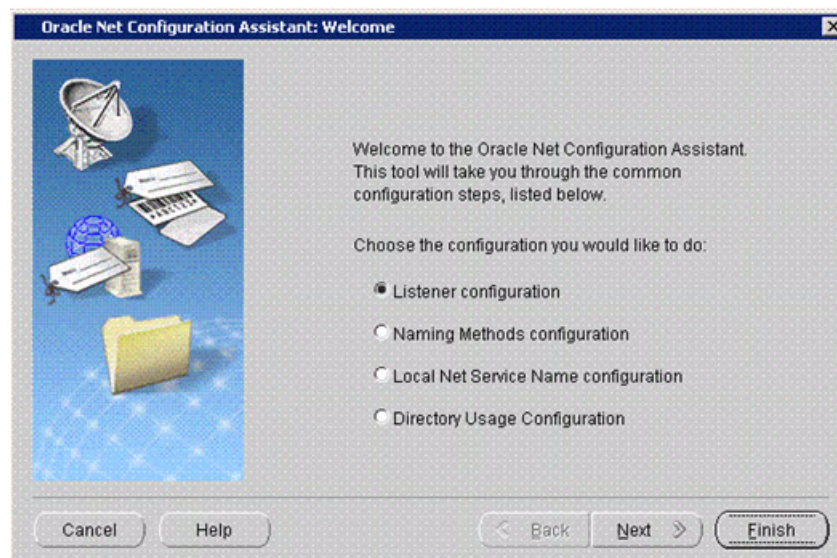 Oracle Net Configuration Assistant: Welcome
Welcome to the Oracle Net Configuration Assistant.
This tool will take you through the common
configuration steps, listed below.
Choose the configuration you would like to do:
Listener configuration
Naming Methods configuration
Local Net Service Name configuration
Directory Usage Configuration
Cancel
Help
Back
Next
Finish